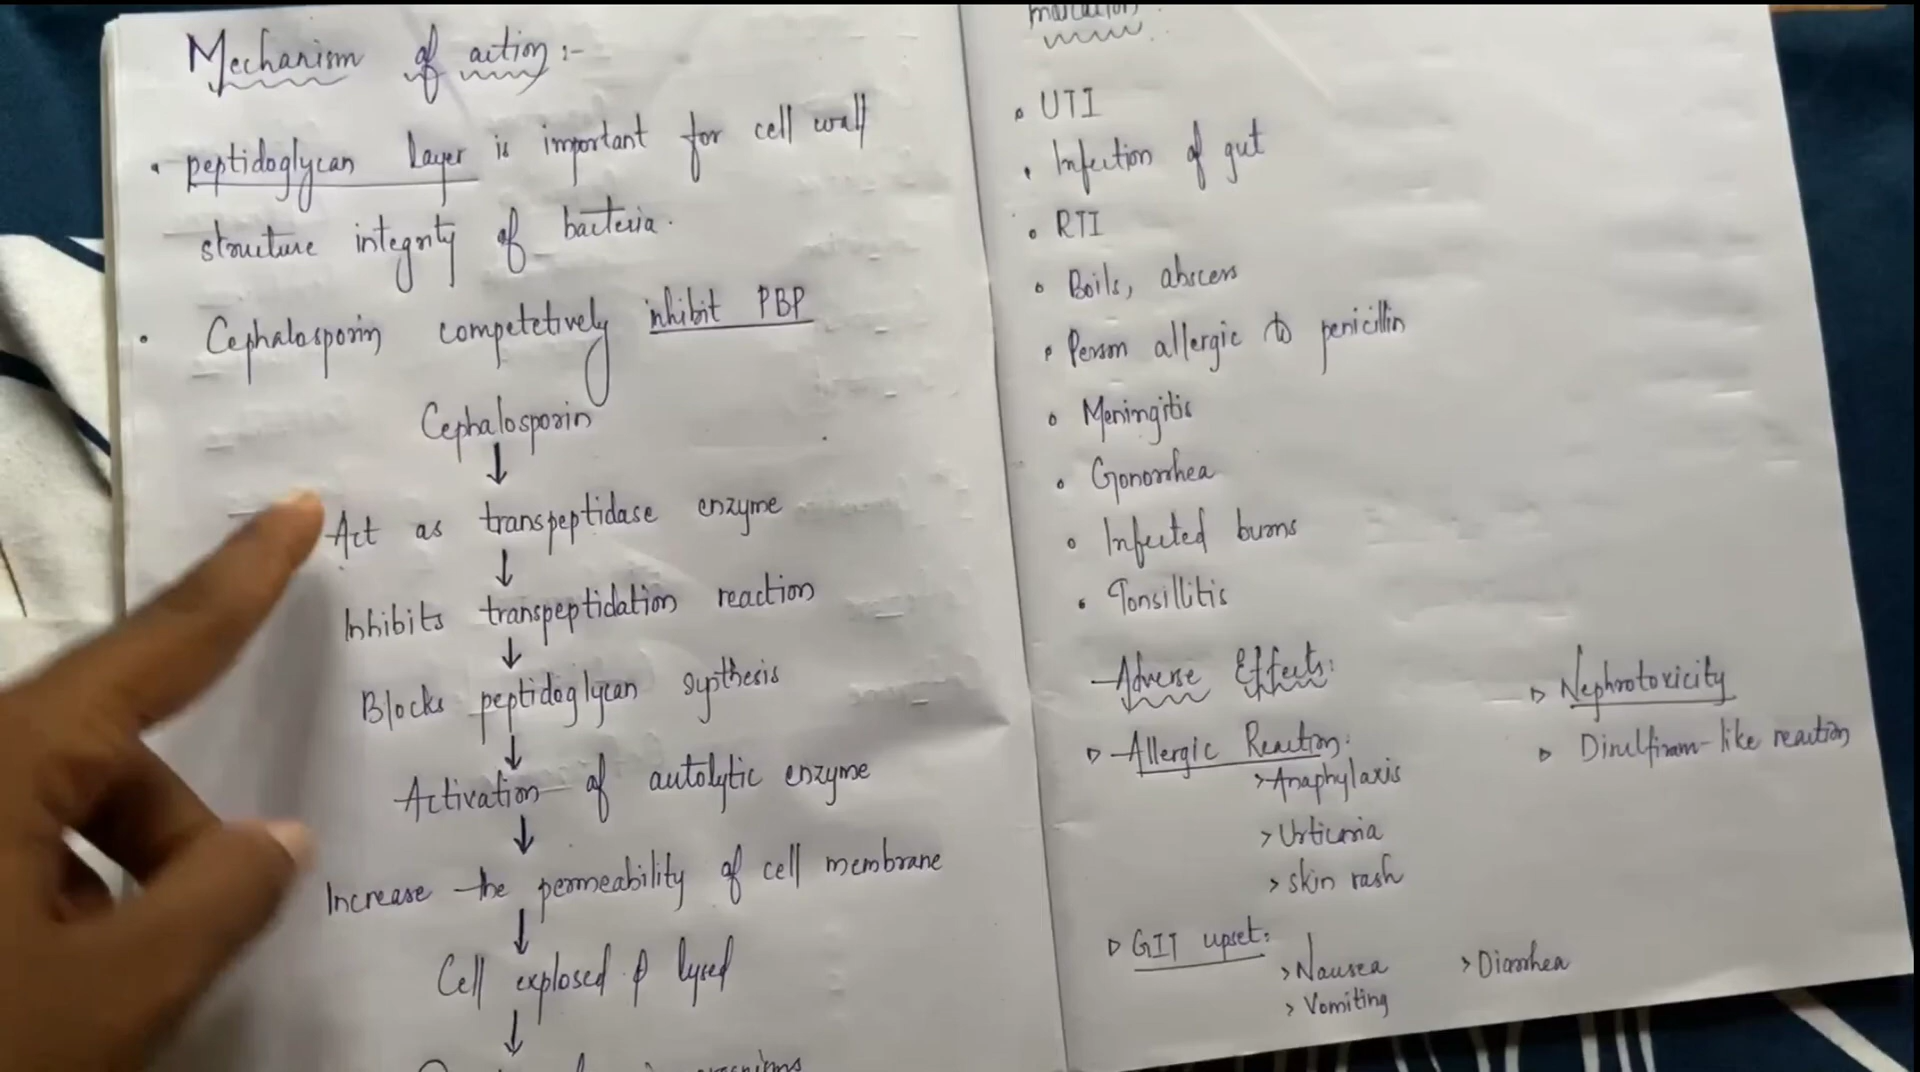 Mechanism of action :-
• peptidoglycan layer is important for cell wall
structure integrity of bacteria.
• Cephalosporin competetively inhibit PBP
Cephalosporin
↓
Act as transpeptidase enzyme
↓
Inhibits transpeptidation reaction
↓
Blocks peptidoglycan systhesis
↓
Activation of autolytic enzyme
↓
Increase the permeability of cell membrane
↓
Cell explosed & lysed
↓
• UTI
• Infection of gut
• RTI
• Boils, abscess
• Person allergic to penicillin
• Meningitis
• Gonorrhea
• Infected burns
• Tonsillitis
Adverse Effects:
▷ Allergic Reaction:
> Anaphylaxis
> Urticaria
> skin rash
▷ GIT upset:
> Nausea
> Vomiting
> Diarrhea
▷ Nephrotoxicity
▷ Disulfiram-like reaction